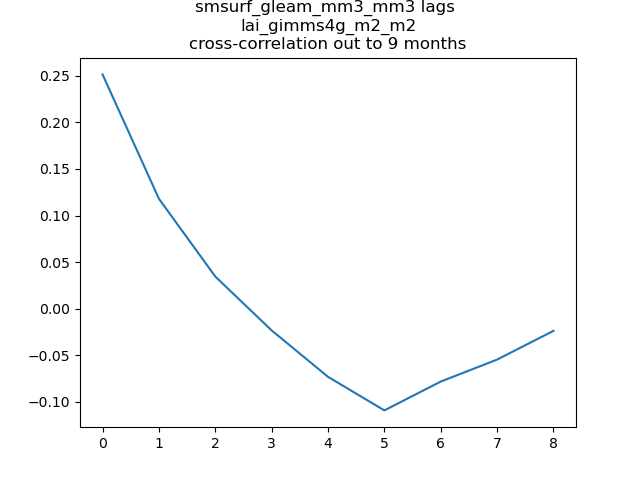 smsurf_gleam_mm3_mm3 lags
lai_gimms4g_m2_m2
cross-correlation out to 9 months
0.25
0.20
0.15
0.10
0.05
0.00
−0.05
−0.10
0 1 2 3 4 5 6 7 8